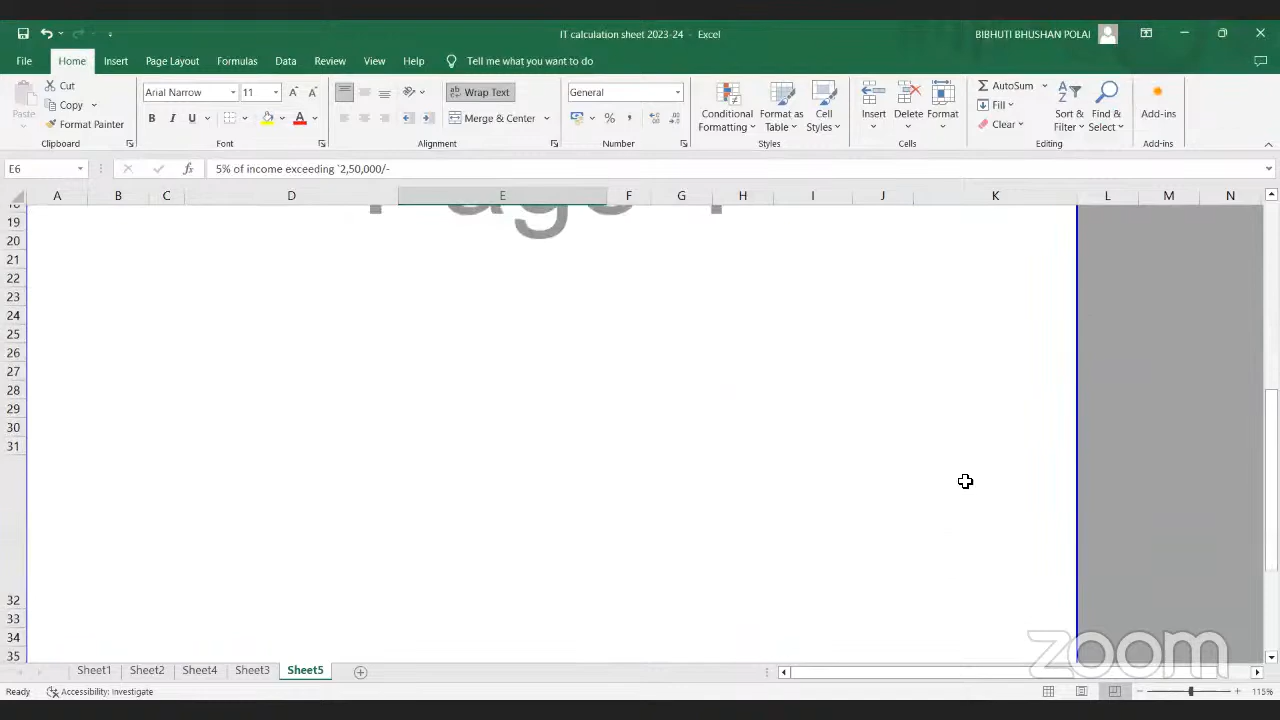 IT calculation sheet 2023-24 - Excel
BIBHUTI BHUSHAN POLAI
File Home Insert Page Layout Formulas Data Review View Help Tell me what you want to do
Paste
Cut
Copy
Format Painter
Clipboard
Arial Narrow 11 A A
B I U A
Font
Wrap Text
Merge & Center
Alignment
General
%
Number
Conditional Formatting
Format as Table
Cell Styles
Styles
Insert Delete Format
Cells
AutoSum
Fill
Clear
Sort & Filter
Find & Select
Editing
Add-ins
Add-ins
E6 fx 5% of income exceeding `2,50,000/-
A B C D E F G H I J K L M N
Page 1
19
20
21
22
23
24
25
26
27
28
29
30
31
32
33
34
35
zoom
Sheet1 Sheet2 Sheet4 Sheet3 Sheet5
Ready Accessibility: Investigate 115%